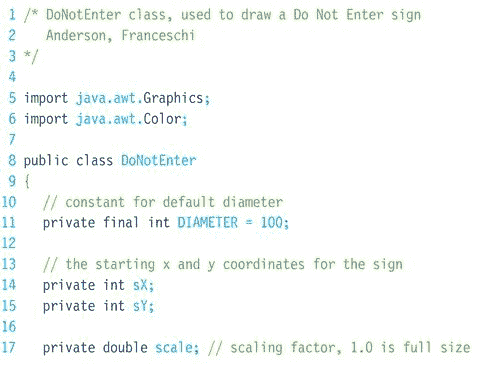 1 /* DoNotEnter class, used to draw a Do Not Enter sign
2    Anderson, Franceschi
3 */
4
5 import java.awt.Graphics;
6 import java.awt.Color;
7
8 public class DoNotEnter
9 {
10   // constant for default diameter
11   private final int DIAMETER = 100;
12
13   // the starting x and y coordinates for the sign
14   private int sX;
15   private int sY;
16
17   private double scale; // scaling factor, 1.0 is full size